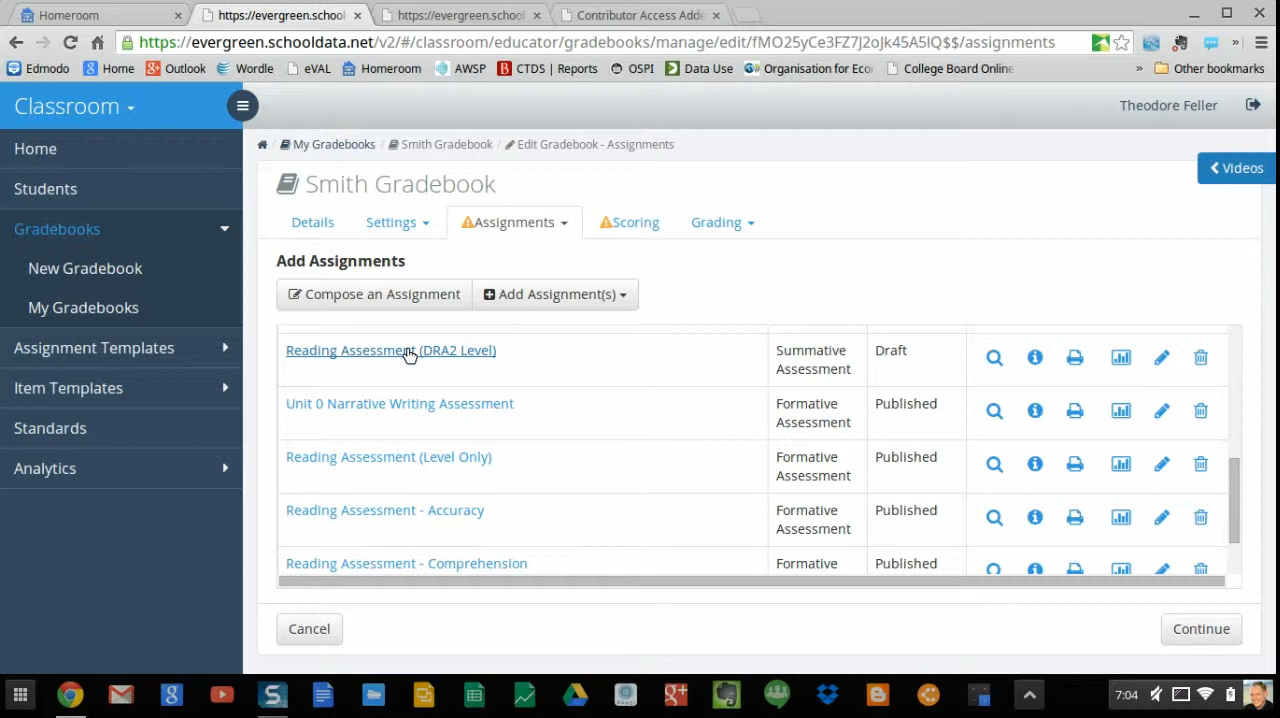 Homeroom
https://evergreen.school
https://evergreen.school
Contributor Access Adde
https://evergreen.schooldata.net/v2/#/classroom/educator/gradebooks/manage/edit/fMO25yCe3FZ7J2oJk45A5IQ$$/assignments
Edmodo
Home
Outlook
Wordle
eVAL
Homeroom
AWSP
CTDS | Reports
OSPI
Data Use
Organisation for Econ
College Board Online
»
Other bookmarks
Classroom
Theodore Feller
Home
Students
Gradebooks
New Gradebook
My Gradebooks
Assignment Templates
Item Templates
Standards
Analytics
My Gradebooks / Smith Gradebook / Edit Gradebook - Assignments
Videos
Smith Gradebook
Details
Settings
Assignments
Scoring
Grading
Add Assignments
Compose an Assignment
Add Assignment(s)
Reading Assessment (DRA2 Level)
Summative
Assessment
Draft
Unit 0 Narrative Writing Assessment
Formative
Assessment
Published
Reading Assessment (Level Only)
Formative
Assessment
Published
Reading Assessment - Accuracy
Formative
Assessment
Published
Reading Assessment - Comprehension
Formative
Published
Cancel
Continue
7:04